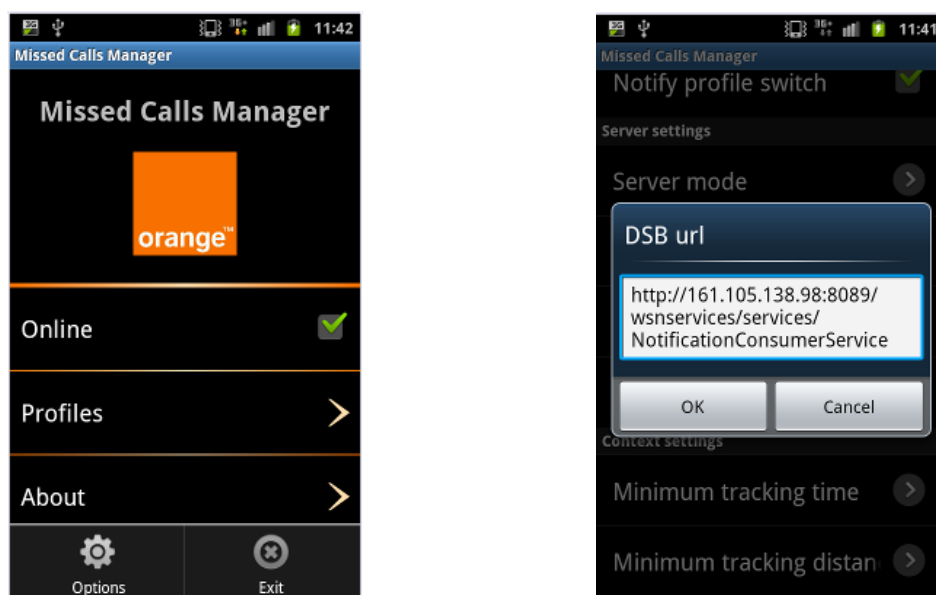 11:42
Missed Calls Manager
Missed Calls Manager
orange™
Online
Profiles
About
Options
Exit
11:41
Missed Calls Manager
Notify profile switch
Server settings
Server mode
DSB url
http://161.105.138.98:8089/
wsnservices/services/
NotificationConsumerService
OK
Cancel
Context settings
Minimum tracking time
Minimum tracking distan